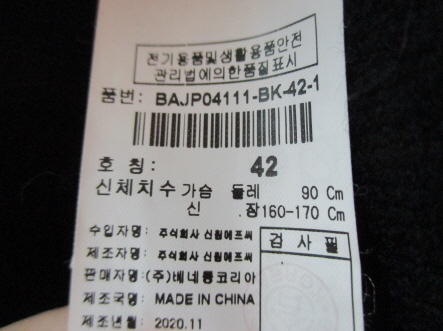 전기용품및생활용품안전
관리법에의한품질표시
품번: BAJP04111-BK-42-1
호 칭: 42
신체치수 가슴 둘레 90 Cm
신 장 160-170 Cm
수입자명: 주식회사 신림에프씨
제조자명: 주식회사 신림에프씨
판매자명: (주)베네통코리아
제조국명: MADE IN CHINA
제조년월: 2020.11
검 사 필